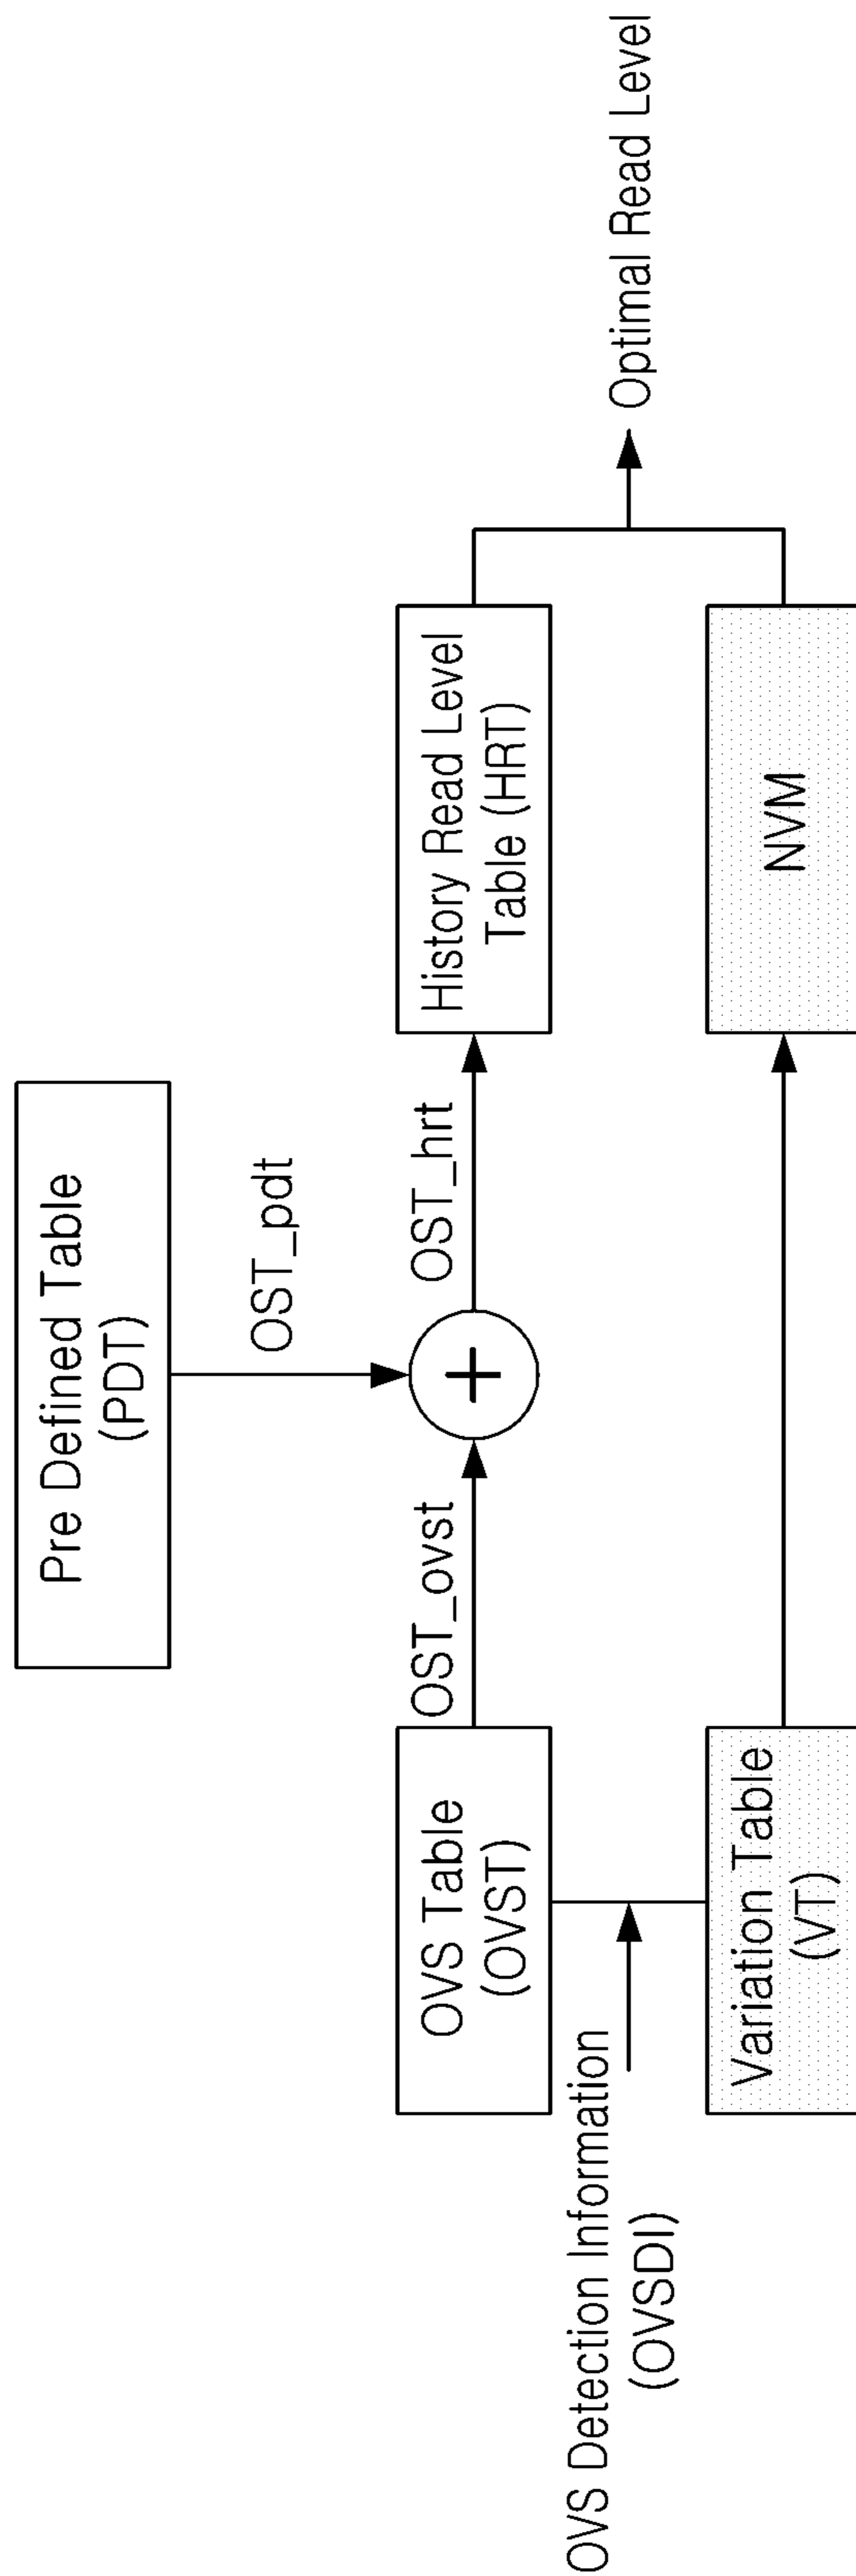 Pre Defined Table
(PDT)
OST_pdt
OVS Table
(OVST)
OST_ovst
+
OST_hrt
History Read Level
Table (HRT)
OVS Detection Information
(OVSDI)
Optimal Read Level
Variation Table
(VT)
NVM